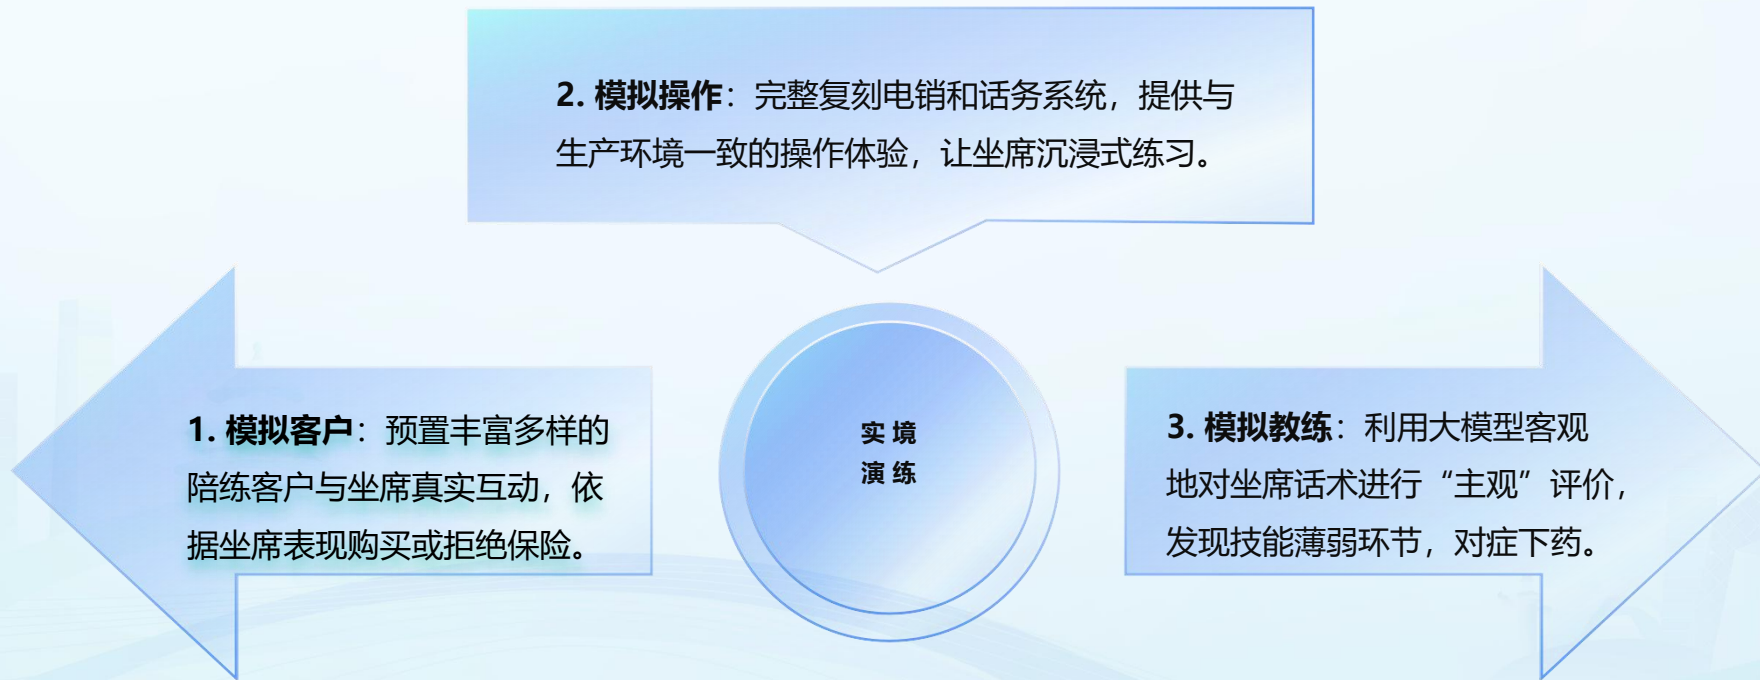 2. 模拟操作：完整复刻电销和话务系统，提供与
生产环境一致的操作体验，让坐席沉浸式练习。
1. 模拟客户：预置丰富多样的
陪练客户与坐席真实互动，依
据坐席表现购买或拒绝保险。
实境
演练
3. 模拟教练：利用大模型客观
地对坐席话术进行“主观”评价，
发现技能薄弱环节，对症下药。